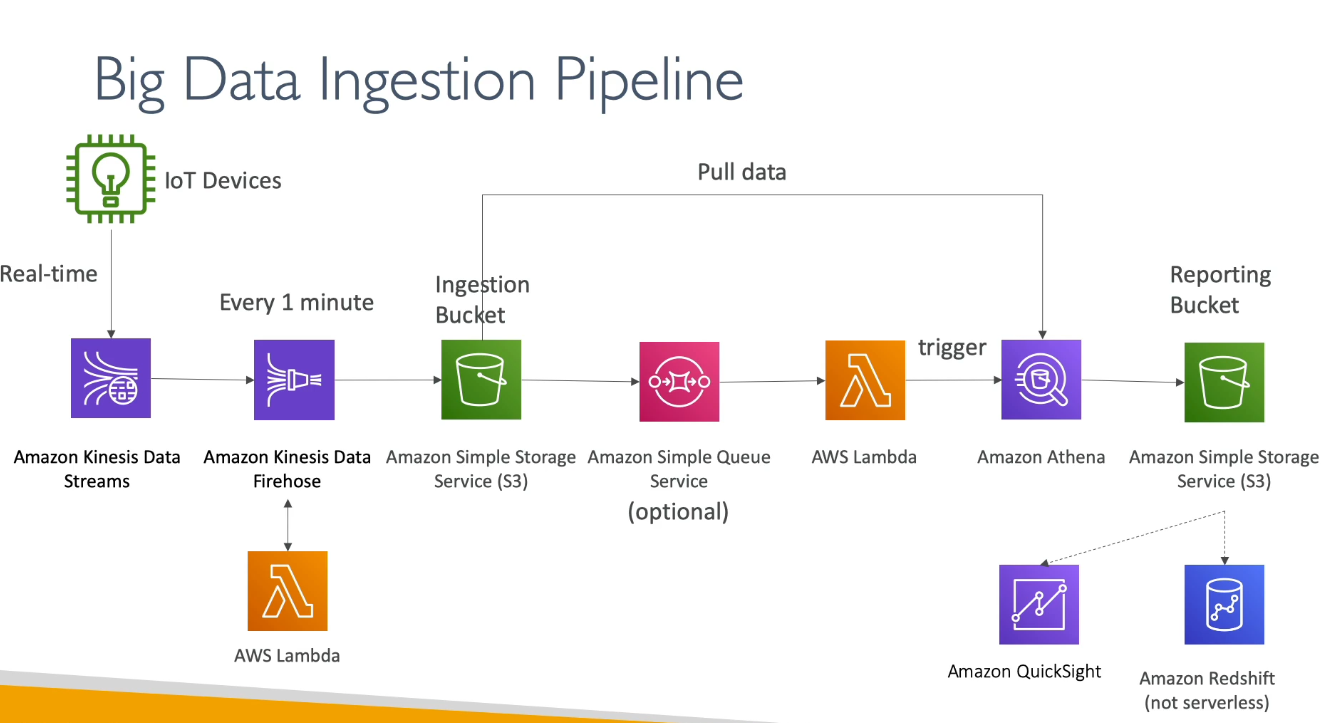 Big Data Ingestion Pipeline
IoT Devices
Pull data
Real-time
Every 1 minute
Ingestion
Bucket
trigger
Reporting
Bucket
Amazon Kinesis Data
Streams
Amazon Kinesis Data
Firehose
Amazon Simple Storage
Service (S3)
Amazon Simple Queue
Service
(optional)
AWS Lambda
Amazon Athena
Amazon Simple Storage
Service (S3)
AWS Lambda
Amazon QuickSight
Amazon Redshift
(not serverless)